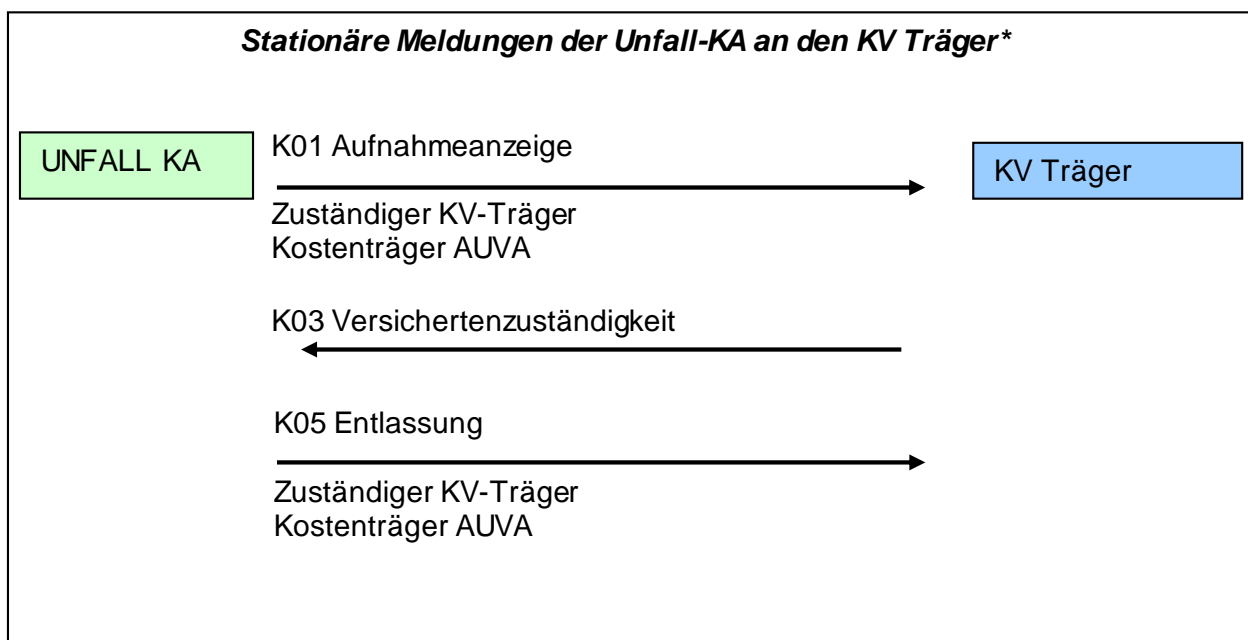 Stationäre Meldungen der Unfall-KA an den KV Träger*
UNFALL KA
K01 Aufnahmeanzeige
KV Träger
Zuständiger KV-Träger
Kostenträger AUVA
K03 Versichertenzuständigkeit
K05 Entlassung
Zuständiger KV-Träger
Kostenträger AUVA